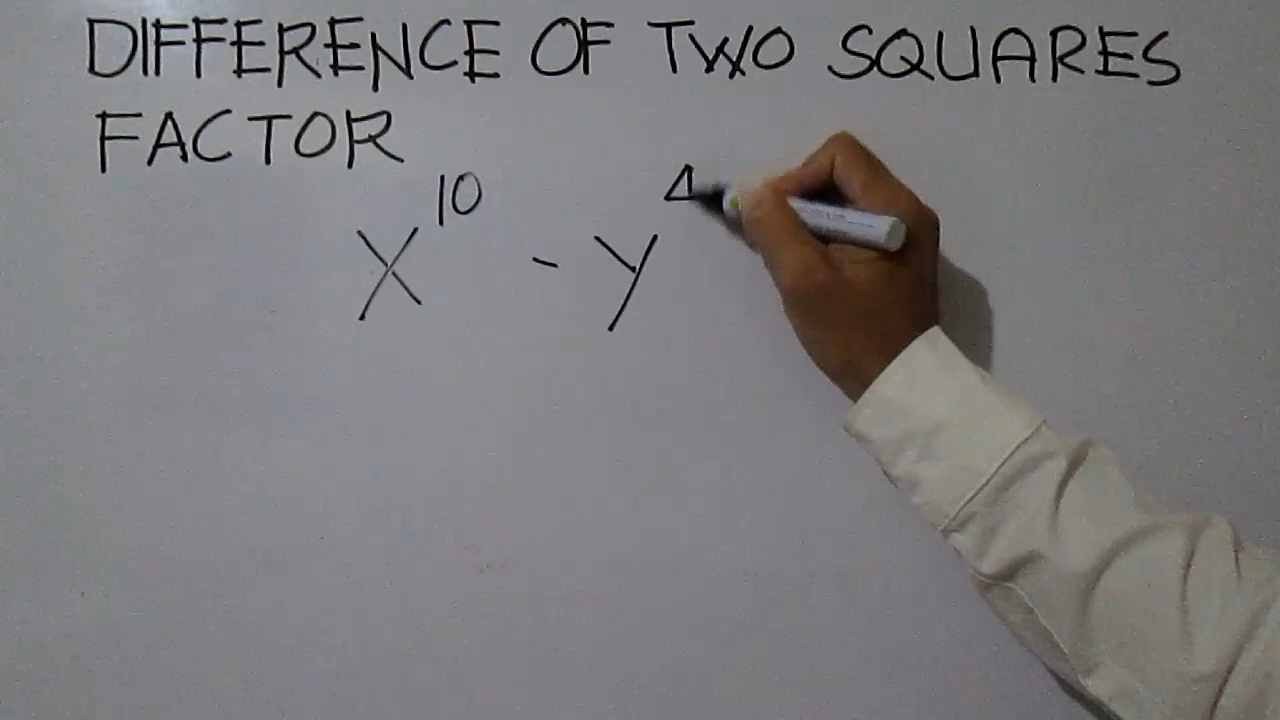 DIFFERENCE OF TWO SQUARES
FACTOR
X¹⁰ - y⁴